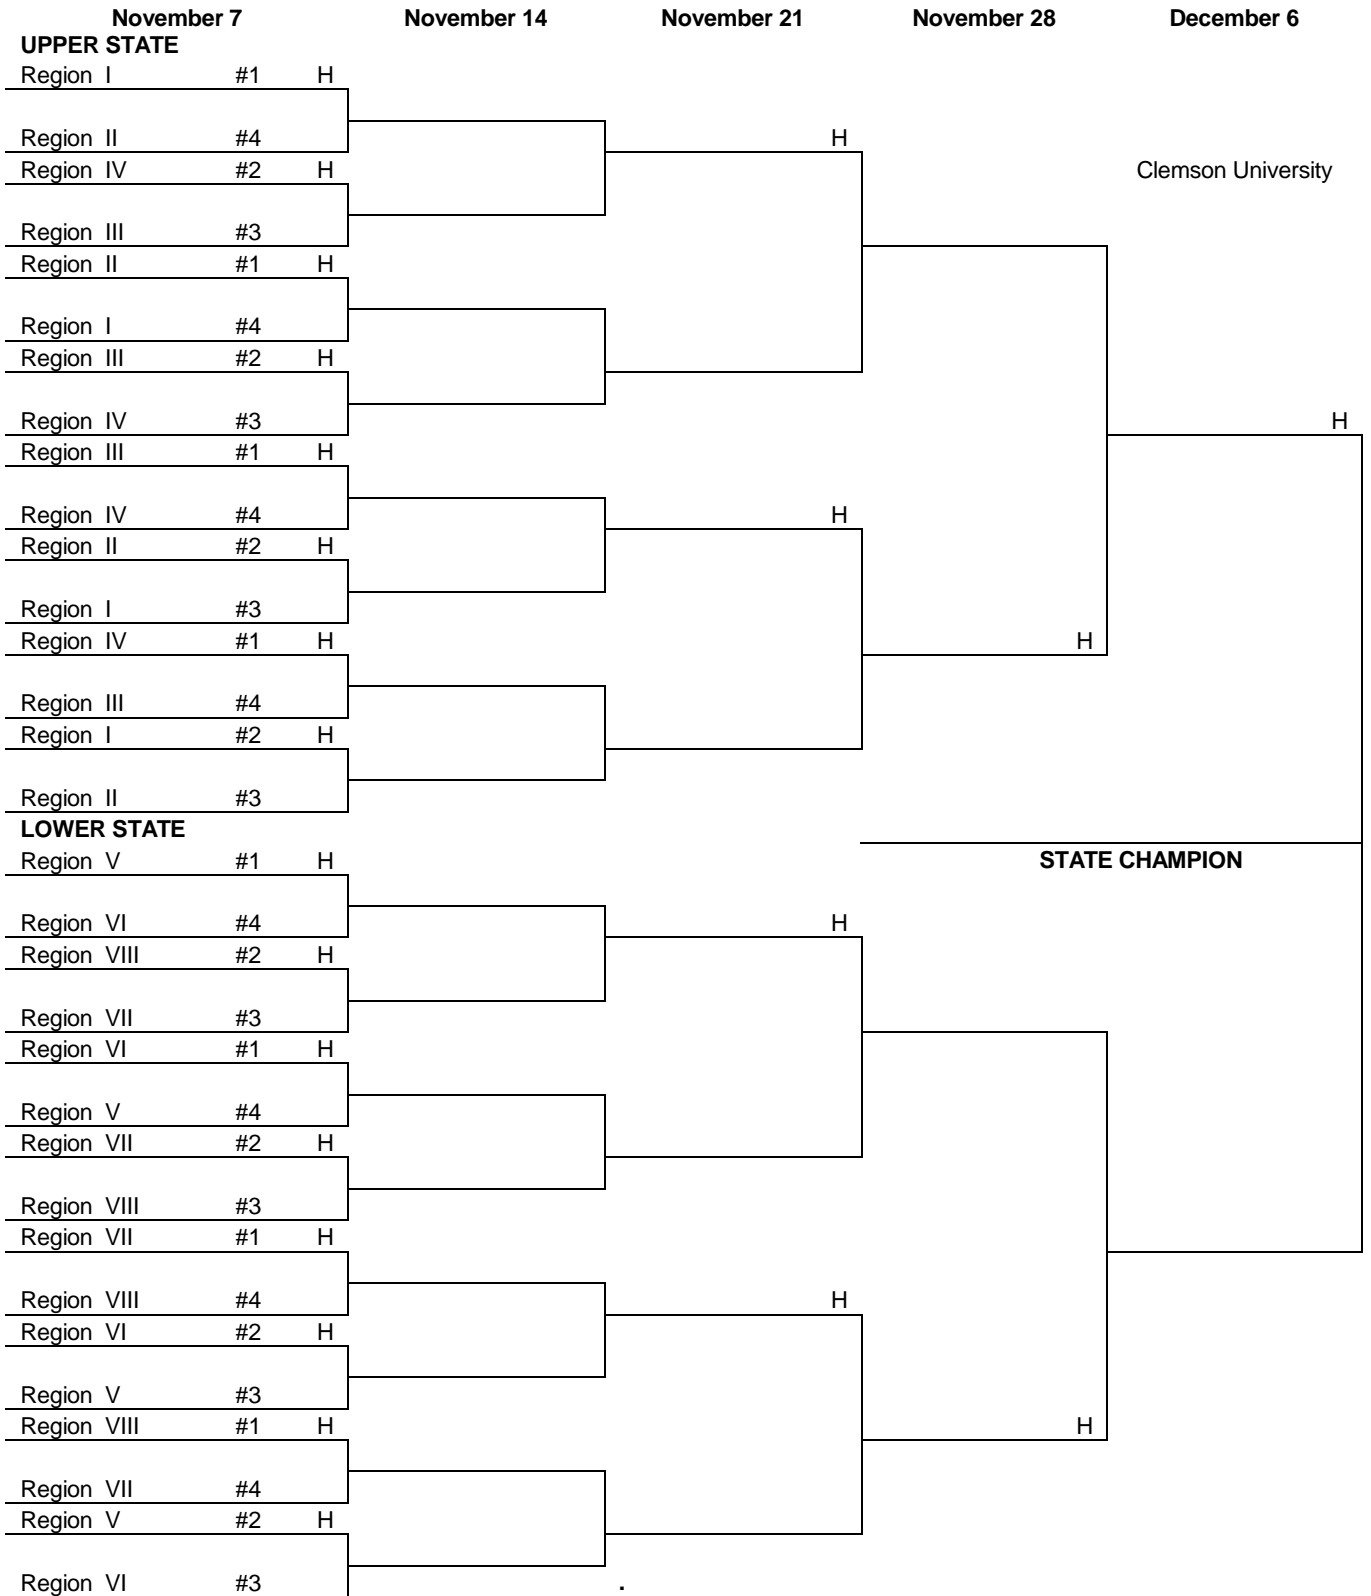 November 7 November 14 November 21 November 28 December 6
UPPER STATE
Region I #1 H
Region II #4 H
Region IV #2 H Clemson University
Region III #3
Region II #1 H
Region I #4
Region III #2 H
Region IV #3 H
Region III #1 H
Region IV #4 H
Region II #2 H
Region I #3
Region IV #1 H H
Region III #4
Region I #2 H
Region II #3
LOWER STATE
Region V #1 H STATE CHAMPION
Region VI #4 H
Region VIII #2 H
Region VII #3
Region VI #1 H
Region V #4
Region VII #2 H
Region VIII #3
Region VII #1 H
Region VIII #4 H
Region VI #2 H
Region V #3
Region VIII #1 H H
Region VII #4
Region V #2 H
Region VI #3 .